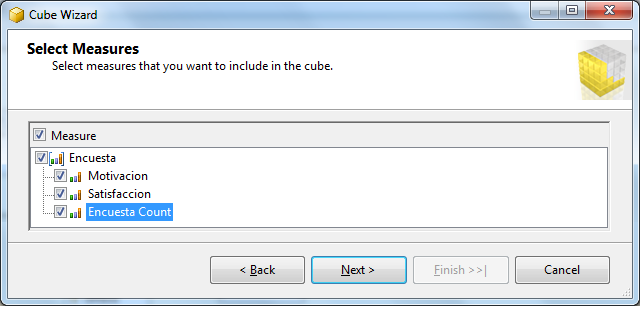 Cube Wizard
Select Measures
Select measures that you want to include in the cube.
Measure
Encuesta
Motivacion
Satisfaccion
Encuesta Count
< Back
Next >
Finish >>|
Cancel